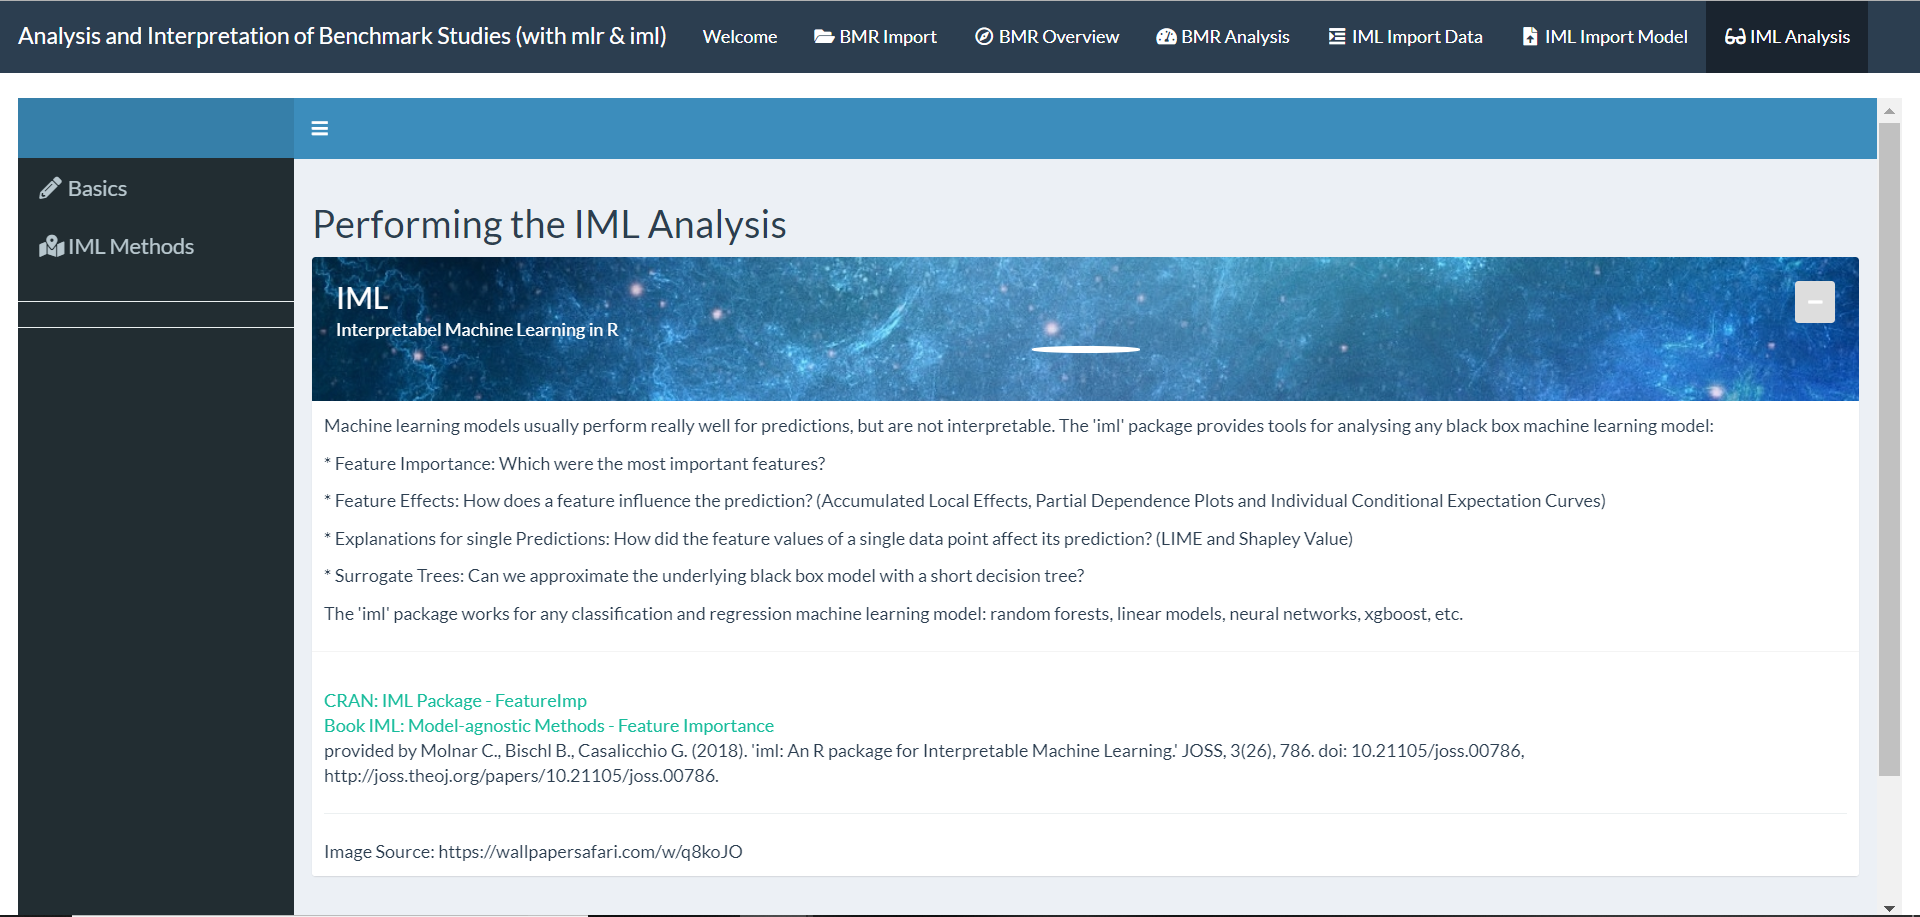 Analysis and Interpretation of Benchmark Studies (with mlr & iml) Welcome BMR Import BMR Overview BMR Analysis IML Import Data IML Import Model IML Analysis
Basics
IML Methods
Performing the IML Analysis
IML
Interpretabel Machine Learning in R
Machine learning models usually perform really well for predictions, but are not interpretable. The 'iml' package provides tools for analysing any black box machine learning model:
* Feature Importance: Which were the most important features?
* Feature Effects: How does a feature influence the prediction? (Accumulated Local Effects, Partial Dependence Plots and Individual Conditional Expectation Curves)
* Explanations for single Predictions: How did the feature values of a single data point affect its prediction? (LIME and Shapley Value)
* Surrogate Trees: Can we approximate the underlying black box model with a short decision tree?
The 'iml' package works for any classification and regression machine learning model: random forests, linear models, neural networks, xgboost, etc.
CRAN: IML Package - FeatureImp
Book IML: Model-agnostic Methods - Feature Importance
provided by Molnar C., Bischl B., Casalicchio G. (2018). 'iml: An R package for Interpretable Machine Learning.' JOSS, 3(26), 786. doi: 10.21105/joss.00786,
http://joss.theoj.org/papers/10.21105/joss.00786.
Image Source: https://wallpapersafari.com/w/q8koJO